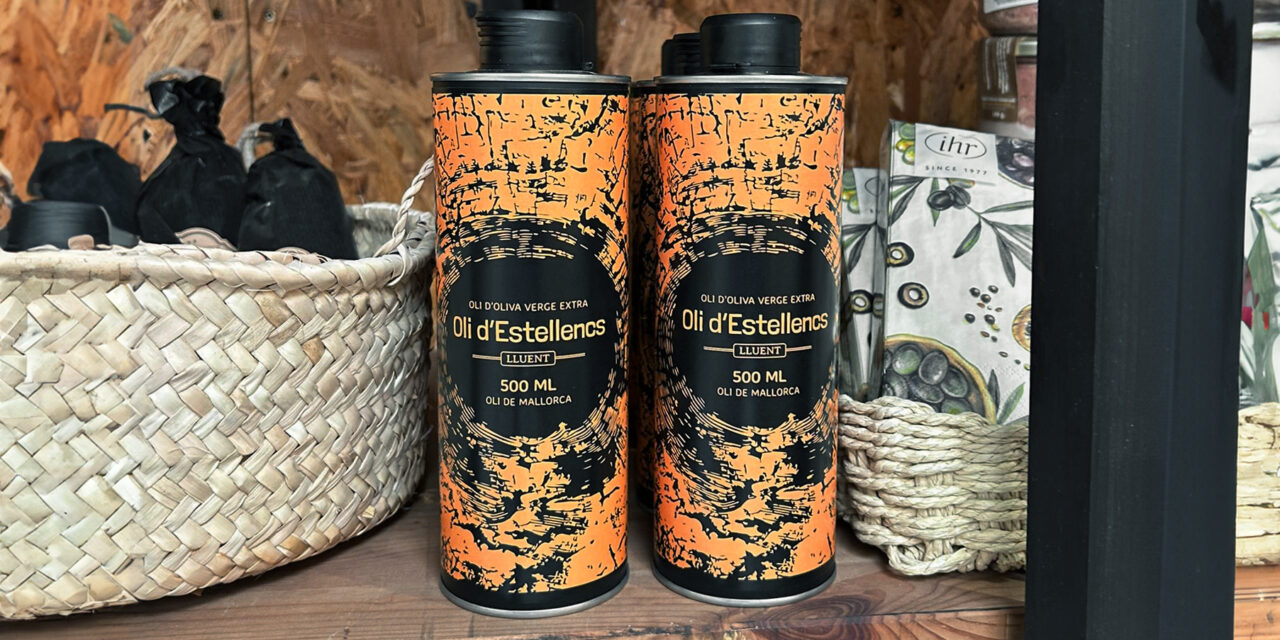 OLI D'OLIVA VERGE EXTRA
Oli d'Estellencs
LLUENT
500 ML
OLI DE MALLORCA
OLI D'OLIVA VERGE EXTRA
Oli d'Estellencs
LLUENT
500 ML
OLI DE MALLORCA
ihr
SINCE 1977